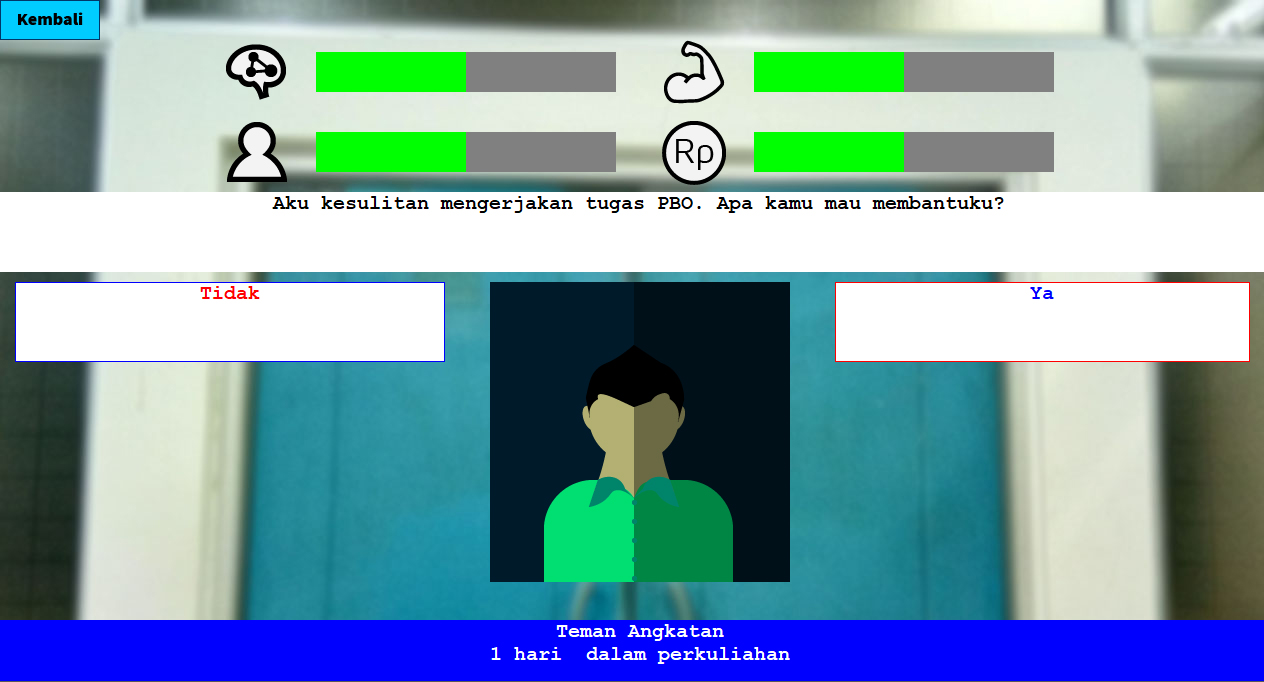 Kembali
Rp
Aku kesulitan mengerjakan tugas PBO. Apa kamu mau membantuku?
Tidak
Ya
Teman Angkatan
1 hari  dalam perkuliahan